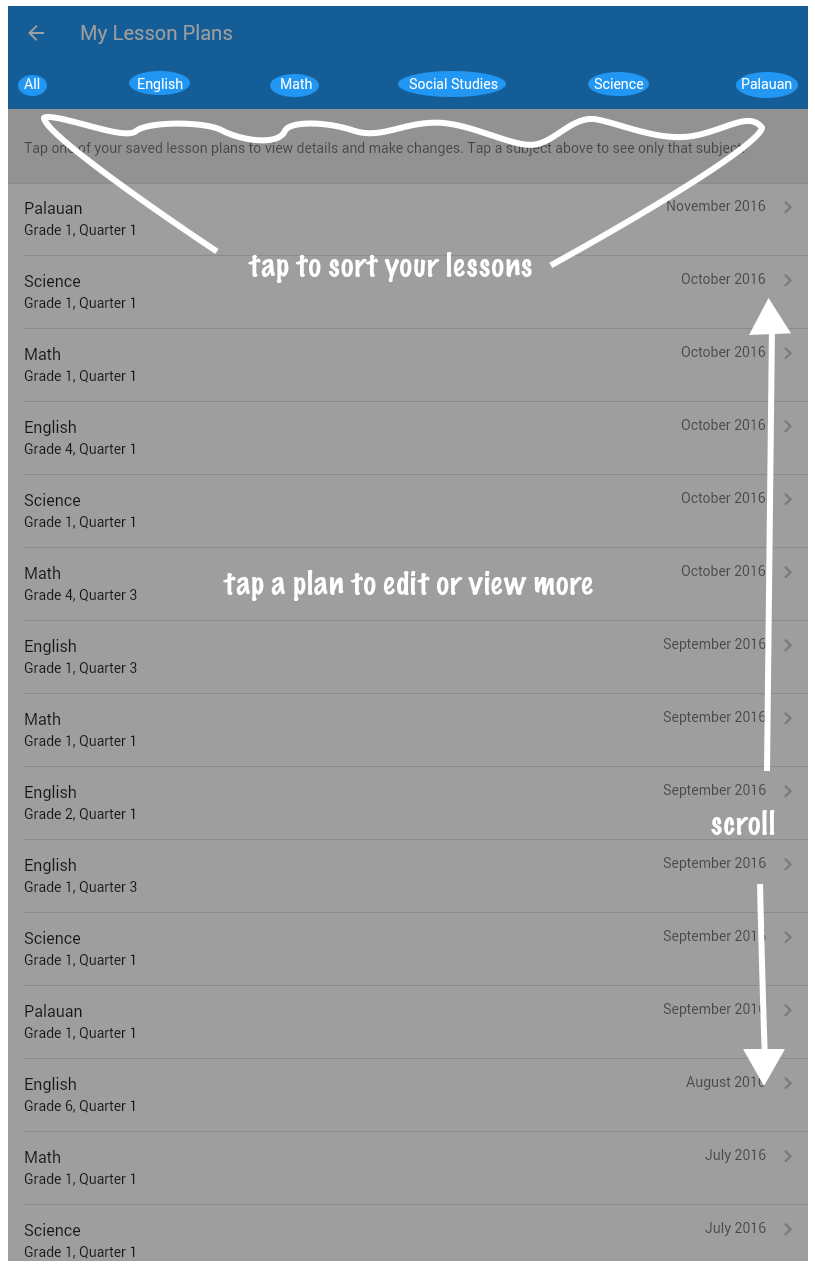 My Lesson Plans
All English Math Social Studies Science Palauan
Tap one of your saved lesson plans to view details and make changes. Tap a subject above to see only that subject.
Palauan November 2016
Grade 1, Quarter 1
tap to sort your lessons
Science October 2016
Grade 1, Quarter 1
Math October 2016
Grade 1, Quarter 1
English October 2016
Grade 4, Quarter 1
Science October 2016
Grade 1, Quarter 1
Math October 2016
tap a plan to edit or view more
Grade 4, Quarter 3
English September 2016
Grade 1, Quarter 3
Math September 2016
Grade 1, Quarter 1
English September 2016
Grade 2, Quarter 1
scroll
English September 2016
Grade 1, Quarter 3
Science September 2016
Grade 1, Quarter 1
Palauan September 2016
Grade 1, Quarter 1
English August 2016
Grade 6, Quarter 1
Math July 2016
Grade 1, Quarter 1
Science July 2016
Grade 1, Quarter 1